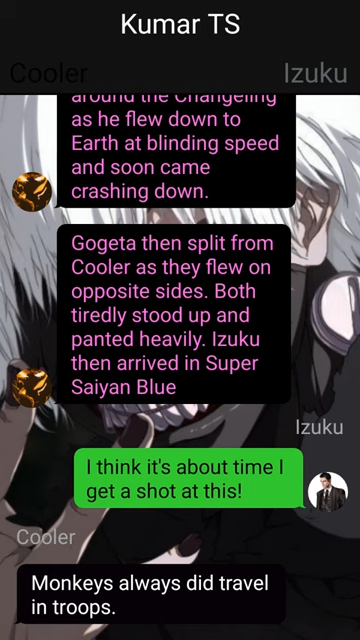 Kumar TS
Cooler
Izuku
around the Changeling
as he flew down to
Earth at blinding speed
and soon came
crashing down.
Gogeta then split from
Cooler as they flew on
opposite sides. Both
tiredly stood up and
panted heavily. Izuku
then arrived in Super
Saiyan Blue
Izuku
I think it's about time I
get a shot at this!
Cooler
Monkeys always did travel
in troops.